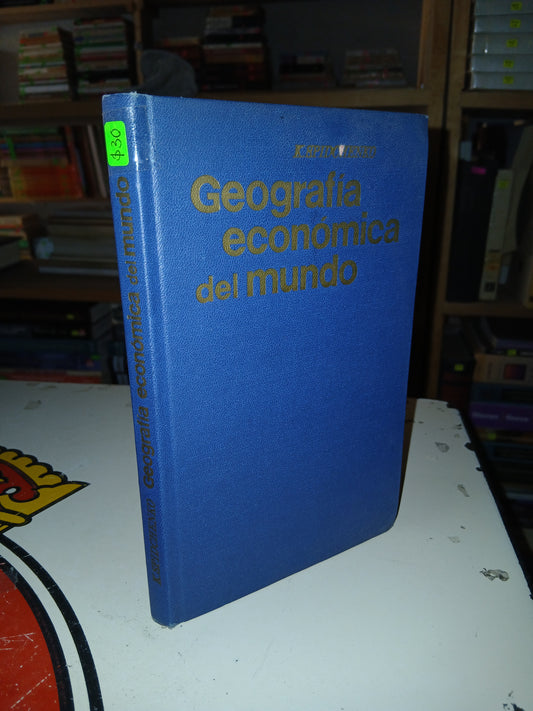 Geografía
económica
del mundo
$30
Geografía económica del mundo